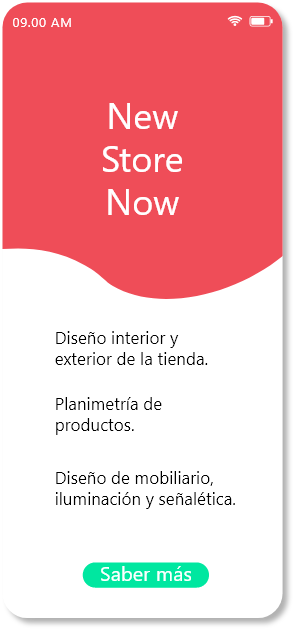 09.00 AM
New
Store
Now
Diseño interior y
exterior de la tienda.
Planimetría de
productos.
Diseño de mobiliario,
iluminación y señalética.
Saber más